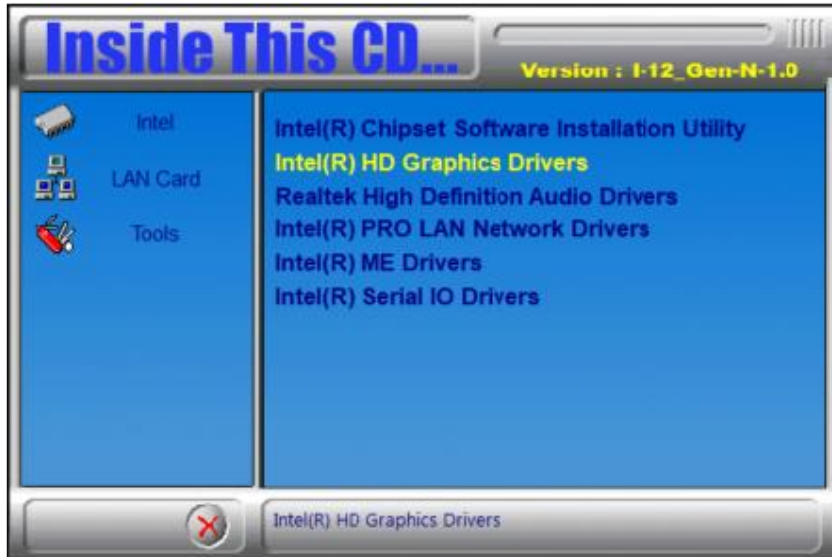 Inside This CD...
Version : I-12_Gen-N-1.0
Intel
LAN Card
Tools
Intel(R) Chipset Software Installation Utility
Intel(R) HD Graphics Drivers
Realtek High Definition Audio Drivers
Intel(R) PRO LAN Network Drivers
Intel(R) ME Drivers
Intel(R) Serial IO Drivers
Intel(R) HD Graphics Drivers